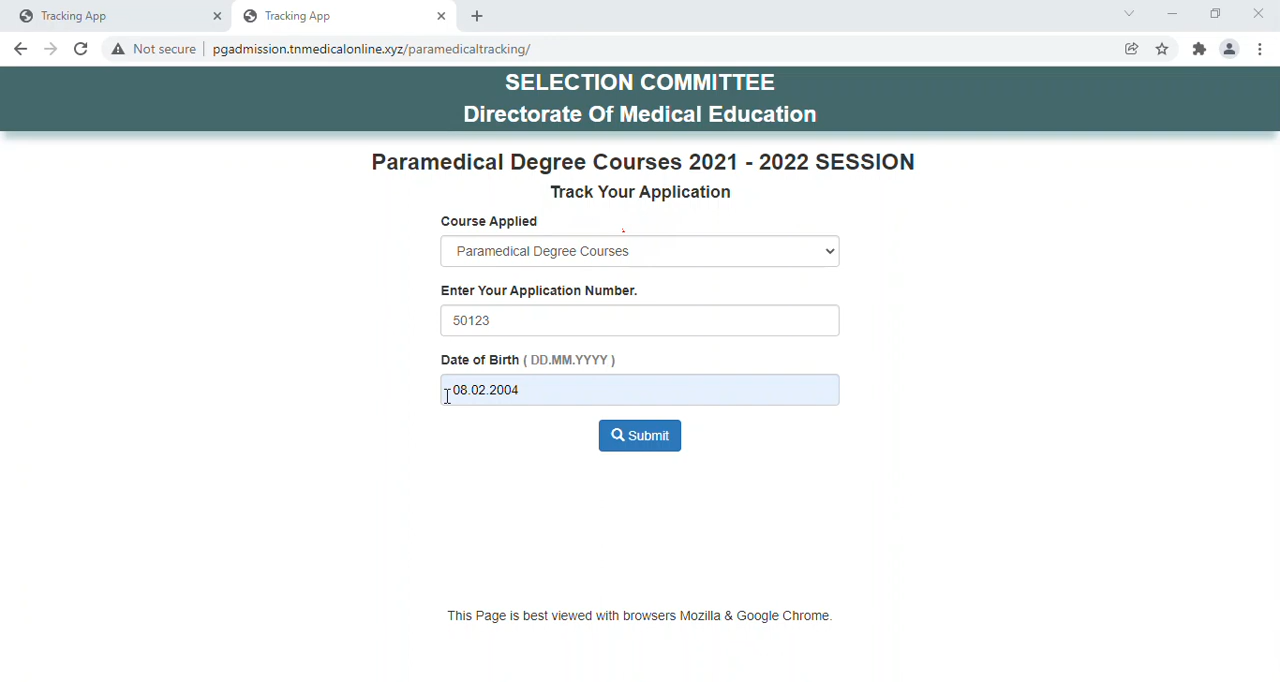 Tracking App
Tracking App
Not secure pgadmission.tnmedicalonline.xyz/paramedicaltracking/
SELECTION COMMITTEE
Directorate Of Medical Education
Paramedical Degree Courses 2021 - 2022 SESSION
Track Your Application
Course Applied
Paramedical Degree Courses
Enter Your Application Number.
50123
Date of Birth ( DD.MM.YYYY )
08.02.2004
Submit
This Page is best viewed with browsers Mozilla & Google Chrome.